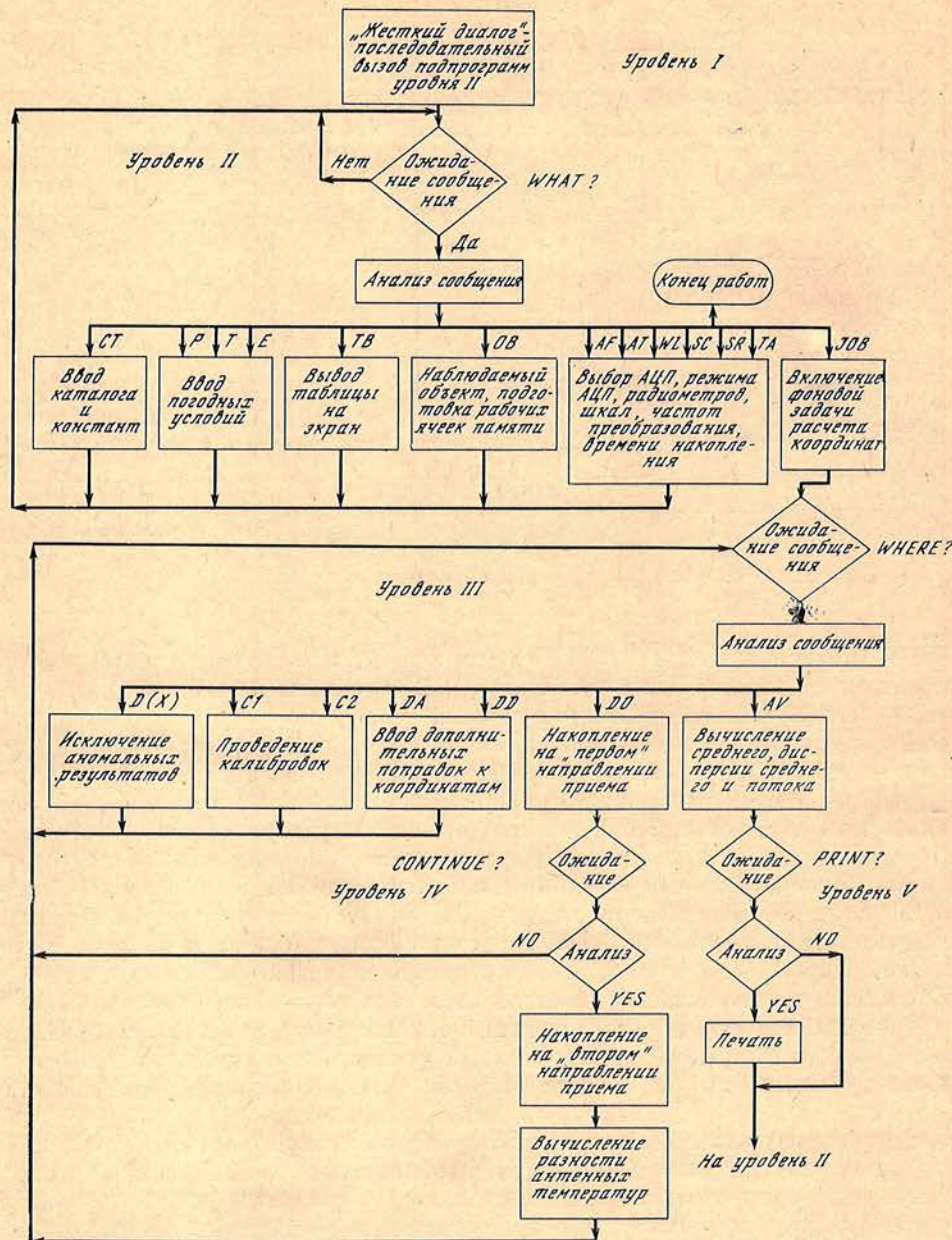 „Жесткий диалог"-
последовательный
вызов подпрограмм
уровня II
Уровень I
Уровень II
Нет
Ожида-
ние сообще-
ния
WHAT ?
Да
Анализ сообщения
Конец работ
CT
P
T
E
TB
OB
AF
AT
WL
SC
SR
TA
JOB
Ввод
каталога
и
констант
Ввод
погодных
условий
Вывод
таблицы
на
экран
Наблюдаемый
объект, подго-
товка рабочих
ячеек памяти
Выбор АЦП, режима
АЦП, радиометров,
шкал, частот
преобразования,
времени накопле-
ния
Включение
фоновой
задачи
расчета
координат
Ожида-
ние сообще-
ния
WHERE?
Уровень III
Анализ сообщения
D(X)
C1
C2
DA
DD
DO
AV
Исключение
аномальных
результатов
Проведение
калибровок
Ввод дополни-
тельных
поправок к
координатам
Накопление
на „первом"
направлении
приема
Вычисление
среднего, дис-
персии средне-
го и потока
CONTINUE ?
Ожида-
ние
Ожида-
ние
PRINT?
Уровень IV
Уровень V
NO
Анализ
Анализ
NO
YES
YES
Накопление
на „втором"
направлении
приема
Печать
Вычисление
разности
антенных
температур
На уровень II